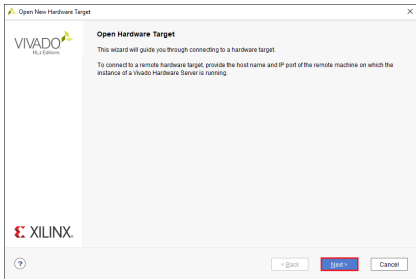 Open New Hardware Target
VIVADO
HLx Editions
Open Hardware Target
This wizard will guide you through connecting to a hardware target.
To connect to a remote hardware target, provide the host name and IP port of the remote machine on which the
instance of a Vivado Hardware Server is running.
XILINX.
?
< Back
Next >
Cancel